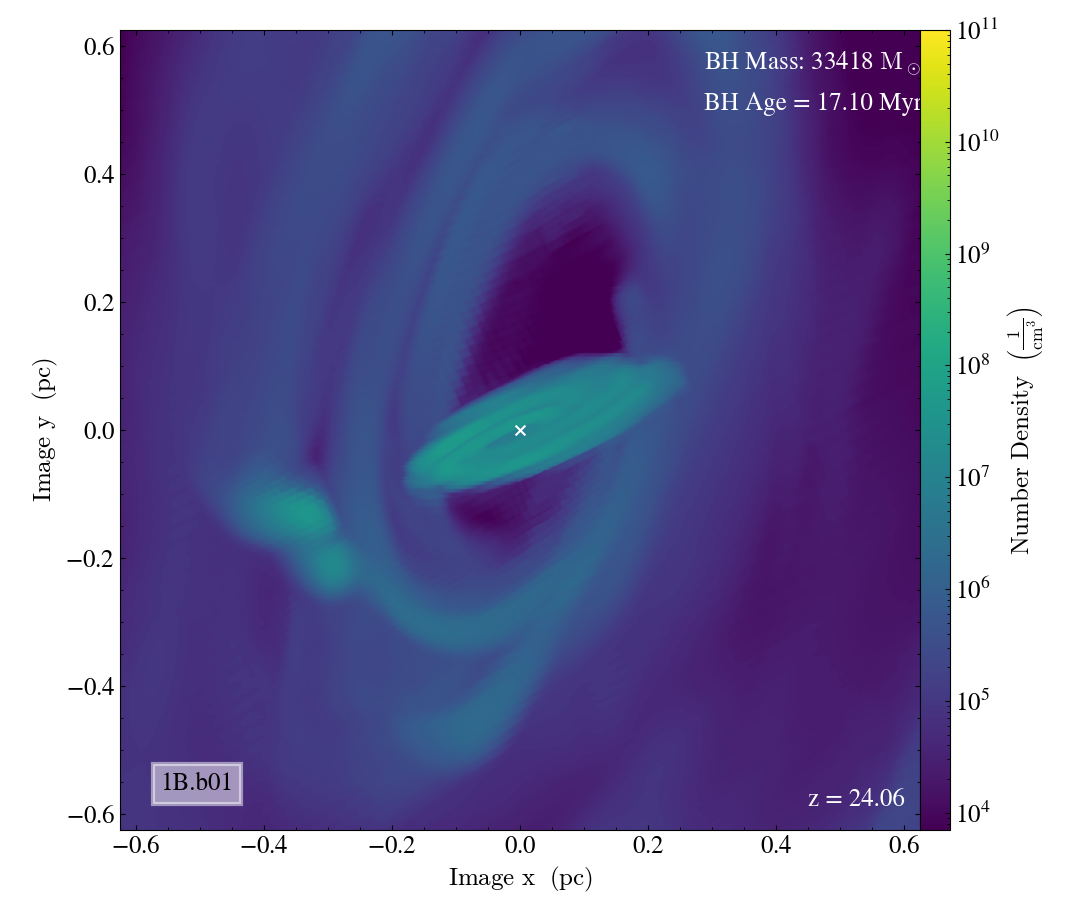 BH Mass: 33418 M☉
BH Age = 17.10 Myr
0.6
0.4
0.2
0.0
−0.2
−0.4
−0.6
Image y (pc)
1B.b01
z = 24.06
−0.6 −0.4 −0.2 0.0 0.2 0.4 0.6
Image x (pc)
10¹¹
10¹⁰
10⁹
10⁸
10⁷
10⁶
10⁵
10⁴
Number Density (1/cm³)